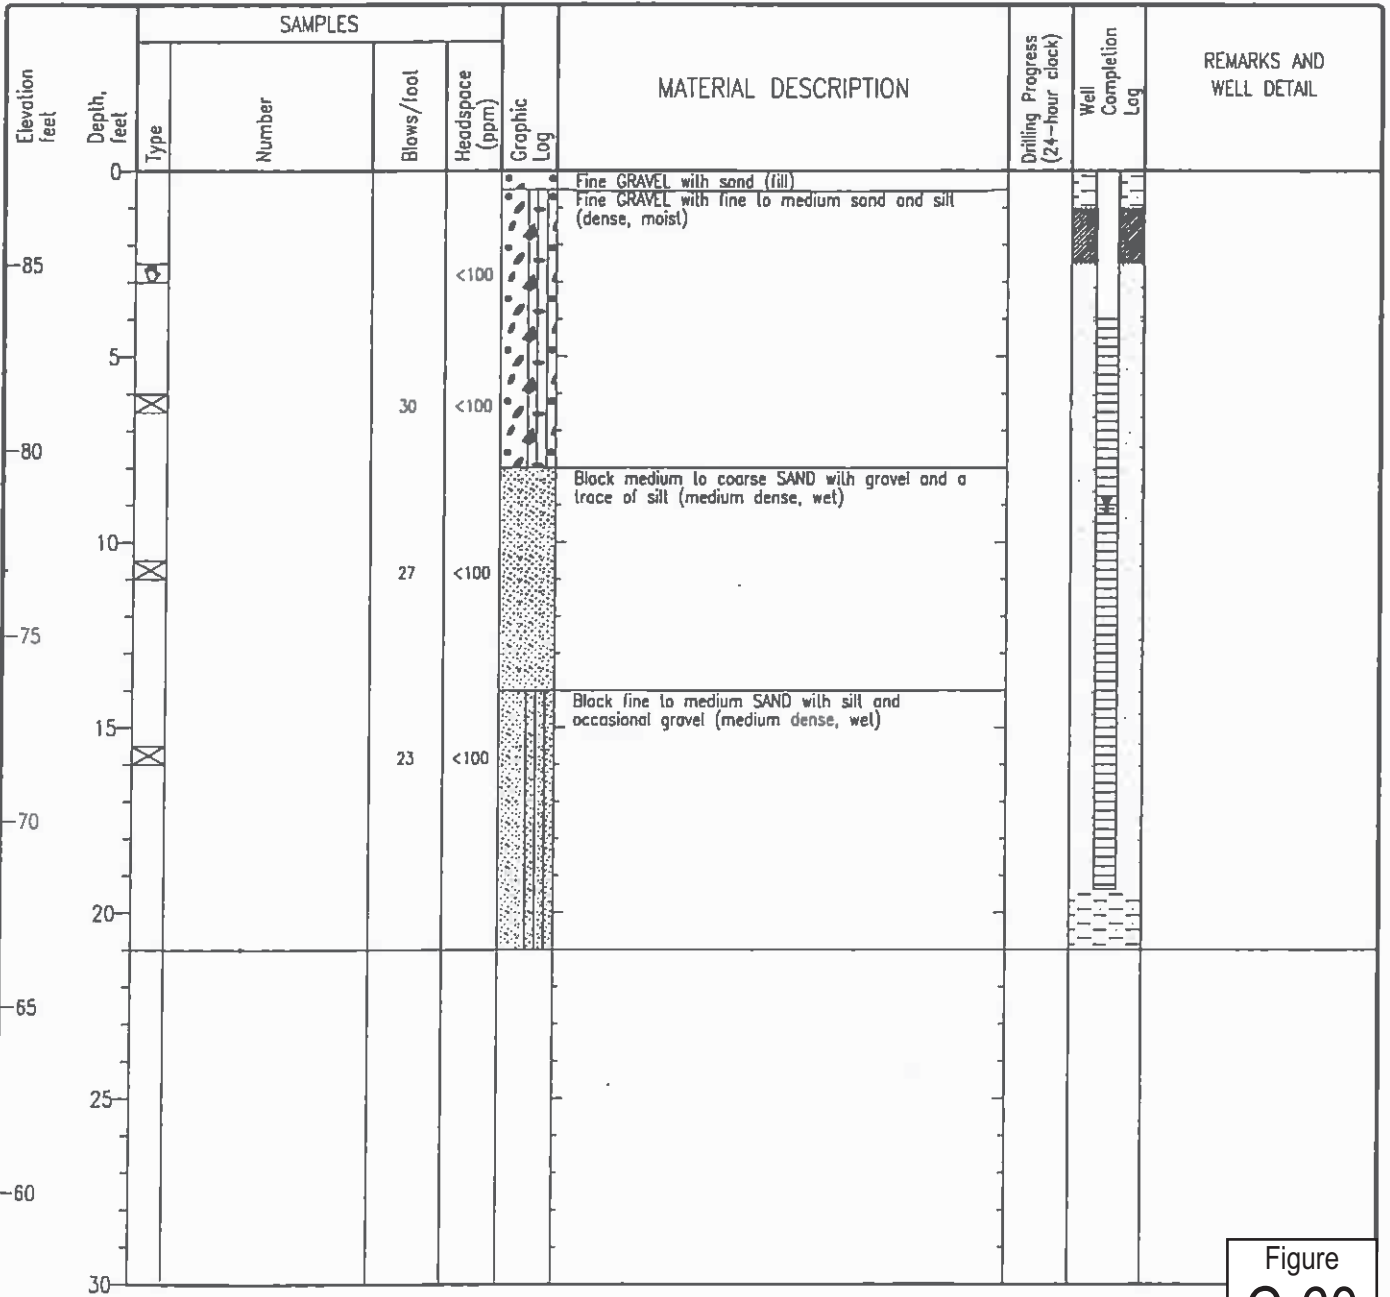 SAMPLES
Elevation
feet
Depth,
feet
Type
Number
Blows/foot
Headspace
(ppm)
Graphic
Log
MATERIAL DESCRIPTION
Drilling Progress
(24-hour clock)
Well
Completion
Log
REMARKS AND
WELL DETAIL
0
Fine GRAVEL with sand (fill)
Fine GRAVEL with fine to medium sand and silt
(dense, moist)
85
<100
5
30 <100
80
Black medium to coarse SAND with gravel and a
trace of silt (medium dense, wet)
10
27 <100
75
Black fine to medium SAND with silt and
occasional gravel (medium dense, wet)
15
23 <100
70
20
65
25
60
30
Figure